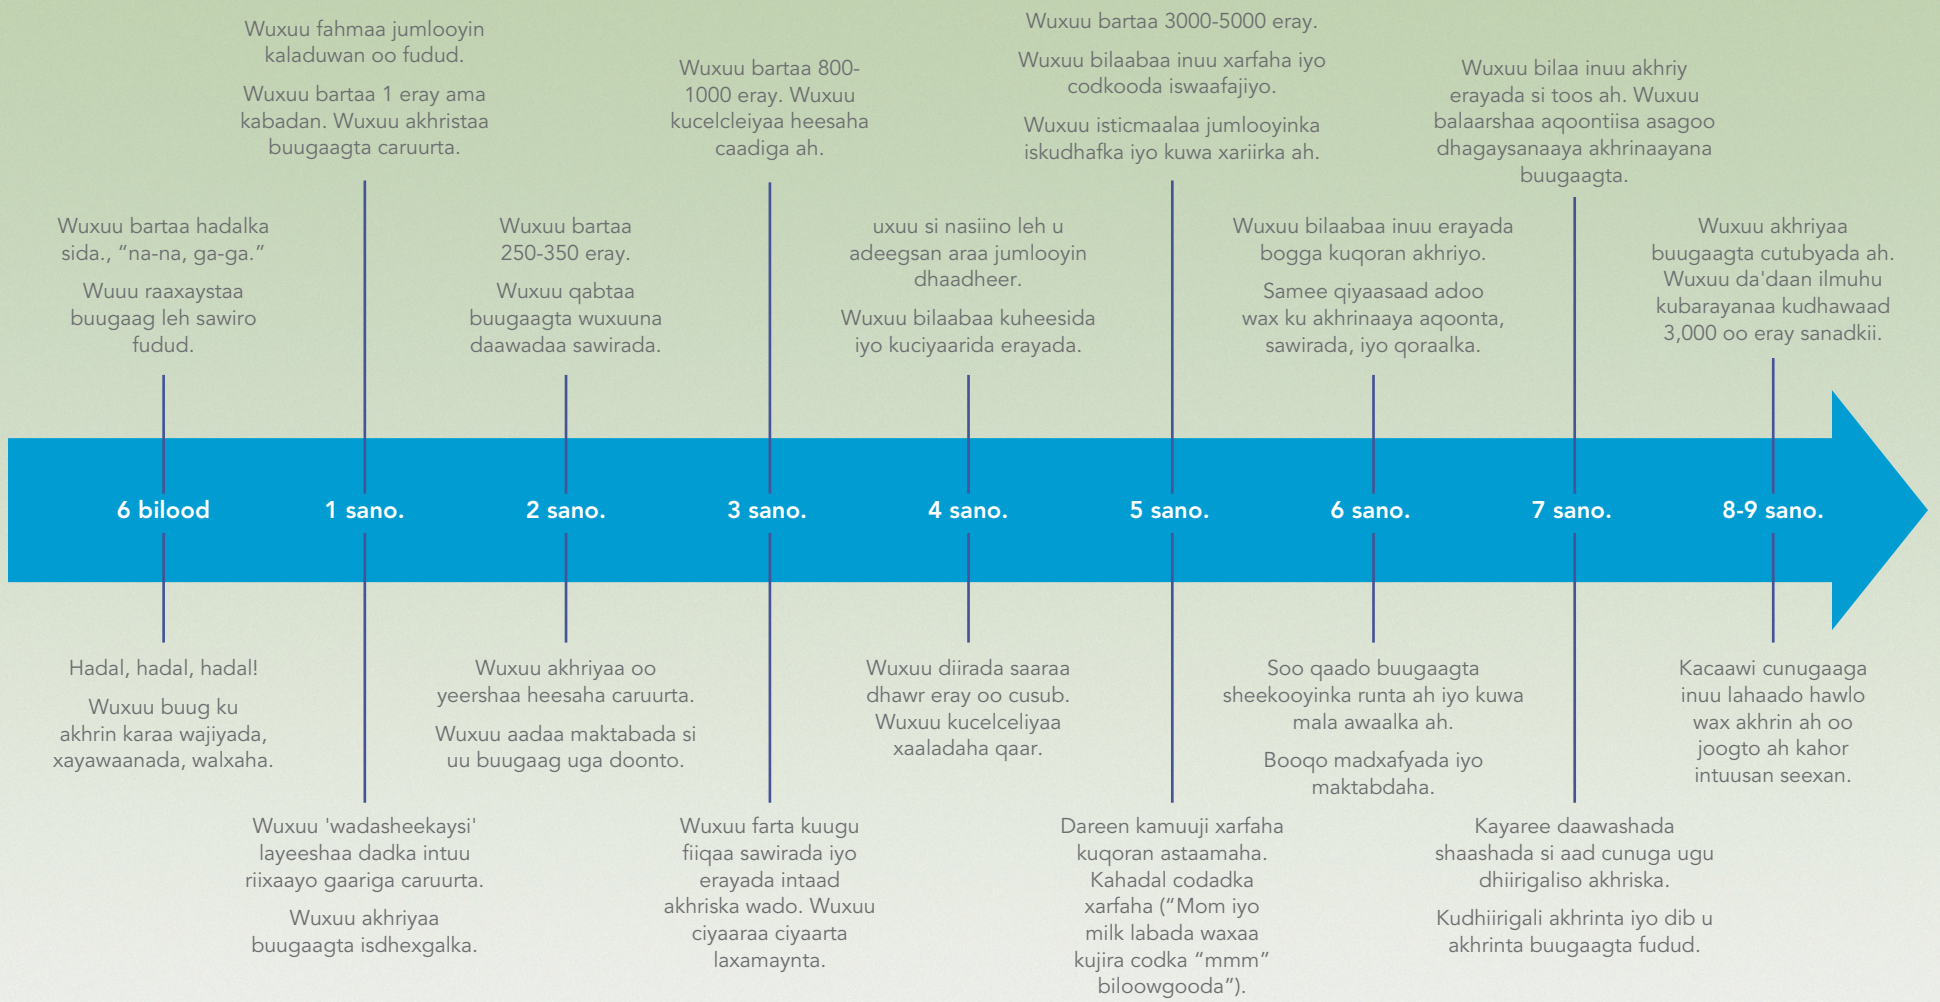 Wuxuu bartaa hadalka
sida., “na-na, ga-ga.”
Wuuu raaxaystaa
buugaag leh sawiro
fudud.
Wuxuu fahmaa jumlooyin
kaladuwan oo fudud.
Wuxuu bartaa 1 eray ama
kabadan. Wuxuu akhristaa
buugaagta caruurta.
Wuxuu bartaa
250-350 eray.
Wuxuu qabtaa
buugaagta wuxuuna
daawadaa sawirada.
Wuxuu bartaa 800-
1000 eray. Wuxuu
kucelcleiyaa heesaha
caadiga ah.
uxuu si nasiino leh u
adeegsan araa jumlooyin
dhaadheer.
Wuxuu bilaabaa kuheesida
iyo kuciyaarida erayada.
Wuxuu bartaa 3000-5000 eray.
Wuxuu bilaabaa inuu xarfaha iyo
codkooda iswaafajiyo.
Wuxuu isticmaalaa jumlooyinka
iskudhafka iyo kuwa xariirka ah.
Wuxuu bilaabaa inuu erayada
bogga kuqoran akhriyo.
Samee qiyaasaad adoo
wax ku akhrinaaya aqoonta,
sawirada, iyo qoraalka.
Wuxuu bilaa inuu akhriy
erayada si toos ah. Wuxuu
balaarshaa aqoontiisa asagoo
dhagaysanaaya akhrinaayana
buugaagta.
Wuxuu akhriyaa
buugaagta cutubyada ah.
Wuxuu da'daan ilmuhu
kubarayanaa kudhawaad
3,000 oo eray sanadkii.
6 bilood
1 sano.
2 sano.
3 sano.
4 sano.
5 sano.
6 sano.
7 sano.
8-9 sano.
Hadal, hadal, hadal!
Wuxuu buug ku
akhrin karaa wajiyada,
xayawaanada, walxaha.
Wuxuu 'wadasheekaysi'
layeeshaa dadka intuu
riixaayo gaariga caruurta.
Wuxuu akhriyaa
buugaagta isdhexgalka.
Wuxuu akhriyaa oo
yeershaa heesaha caruurta.
Wuxuu aadaa maktabada si
uu buugaag uga doonto.
Wuxuu farta kuugu
fiiqaa sawirada iyo
erayada intaad
akhriska wado. Wuxuu
ciyaaraa ciyaarta
laxamaynta.
Wuxuu diirada saaraa
dhawr eray oo cusub.
Wuxuu kucelceliyaa
xaaladaha qaar.
Dareen kamuuji xarfaha
kuqoran astaamaha.
Kahadal codadka
xarfaha (“Mom iyo
milk labada waxaa
kujira codka “mmm”
biloowgooda”).
Soo qaado buugaagta
sheekooyinka runta ah iyo kuwa
mala awaalka ah.
Booqo madxafyada iyo
maktabdaha.
Kayaree daawashada
shaashada si aad cunuga ugu
dhiirigaliso akhriska.
Kudhiirigali akhrinta iyo dib u
akhrinta buugaagta fudud.
Kacaawi cunugaaga
inuu lahaado hawlo
wax akhrin ah oo
joogto ah kahor
intuusan seexan.